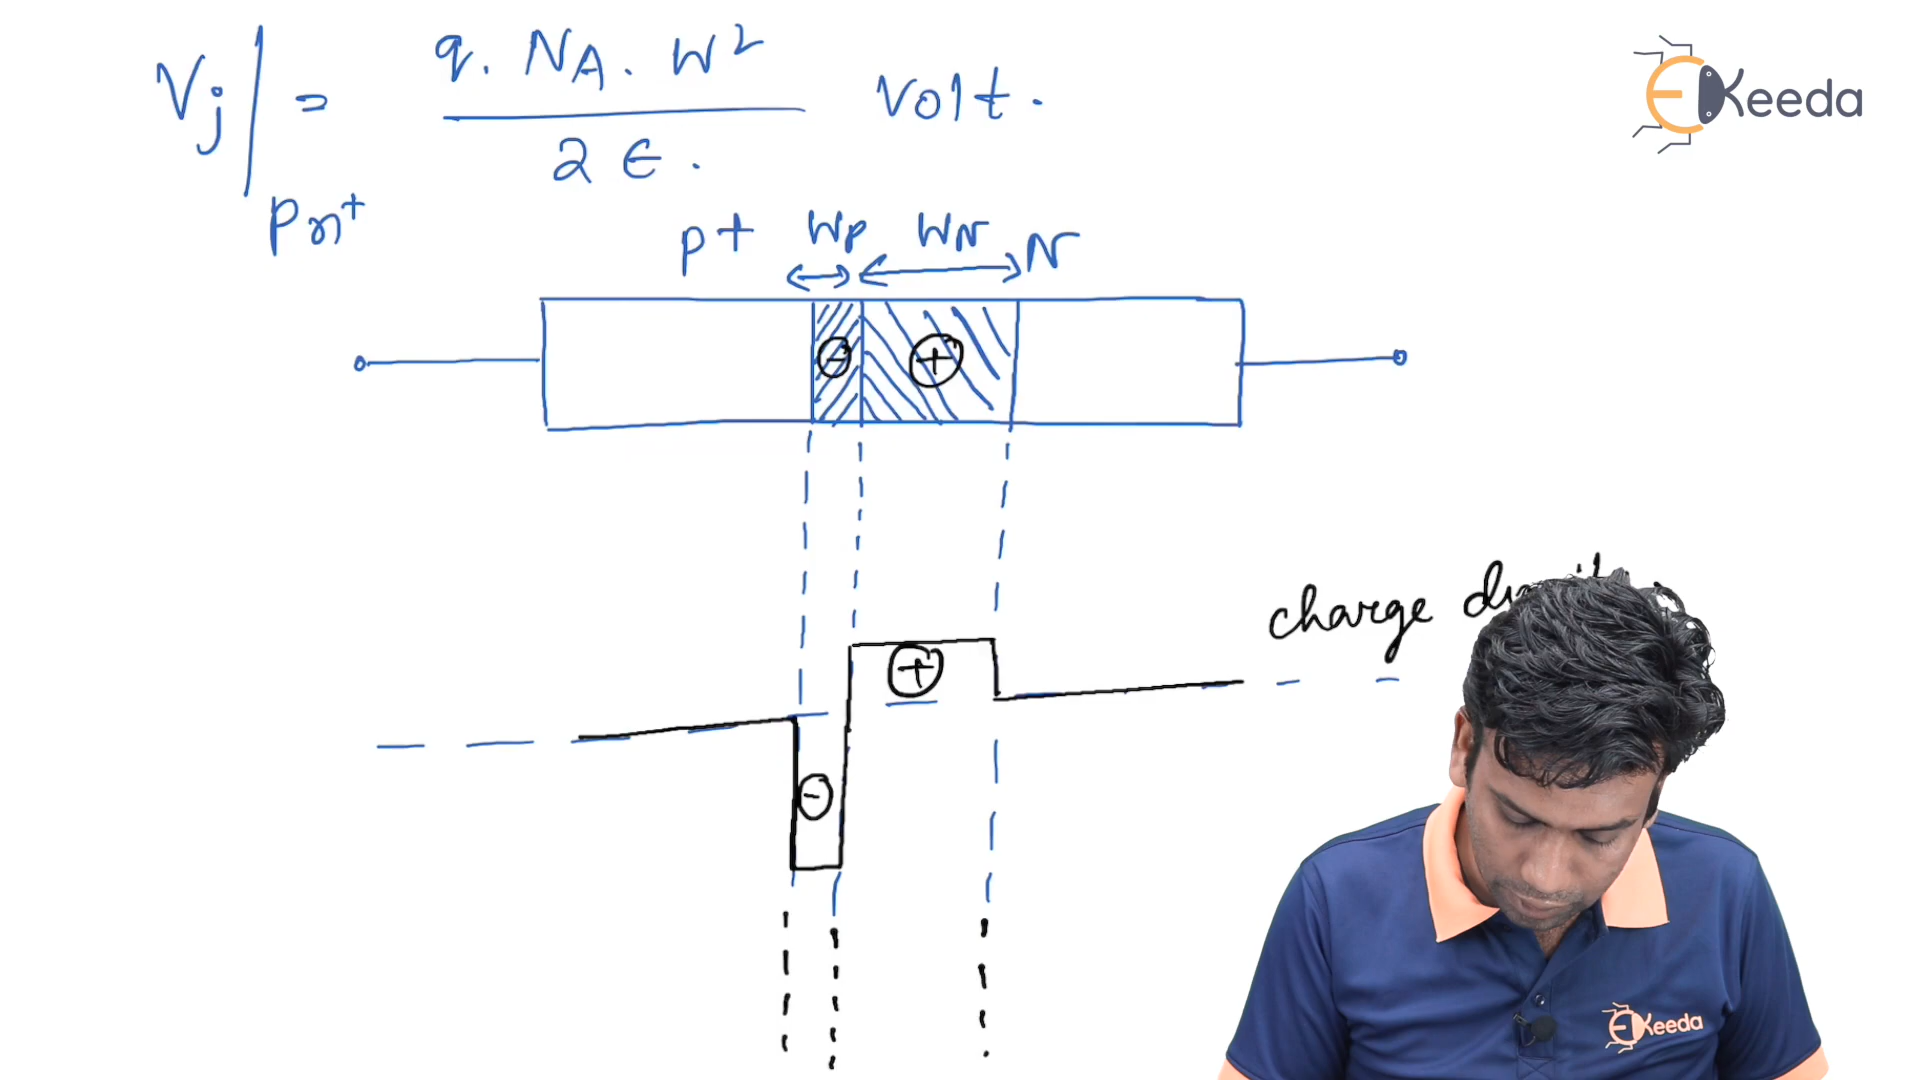 Vj| = q. NA. W² / 2 ϵ. Volt.
Pn+
EKeeda
p+ WP WN N
- +
charge
+
-
EKeeda